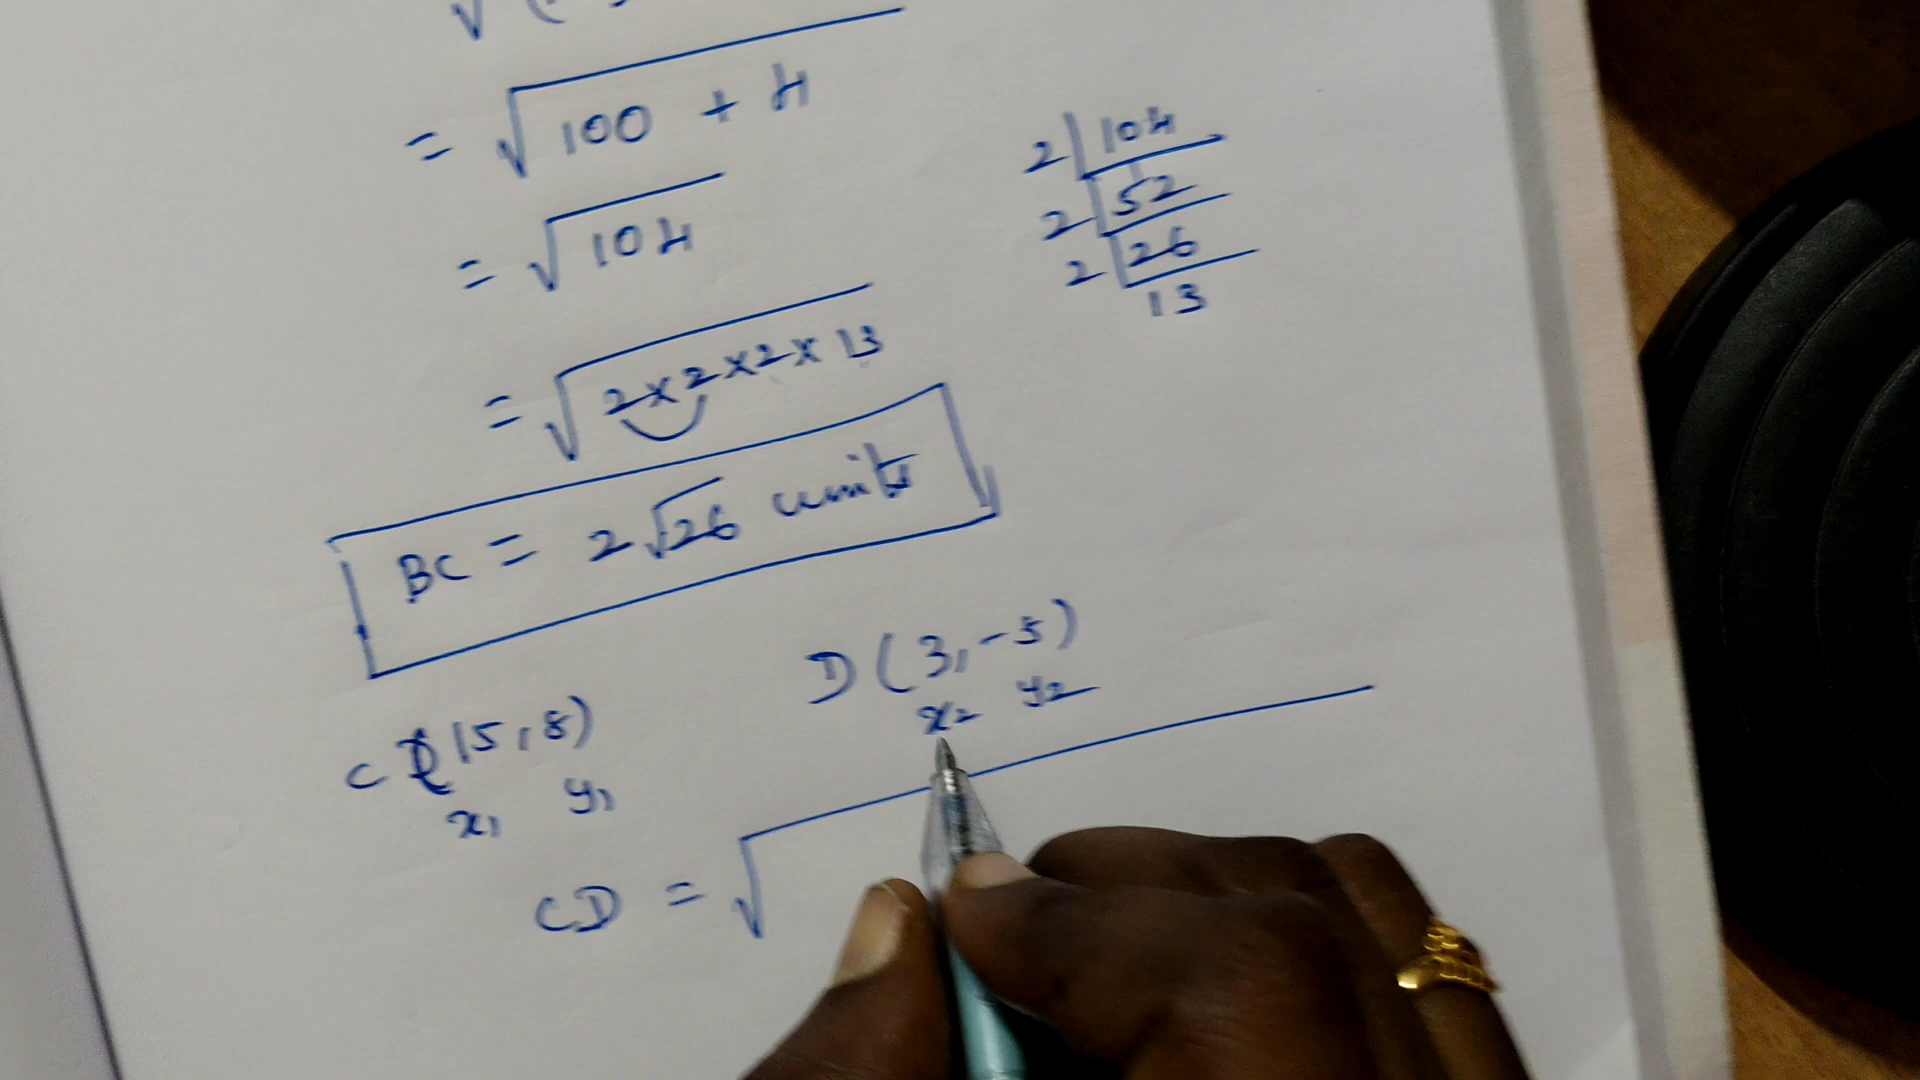 = √100 + 4
= √104
= √2×2×2×13
BC = 2√26 units
2 | 104
2 | 52
2 | 26
13
C (15, 8)
x₁ y₁
D (3, -5)
x₂ y₂
CD = √